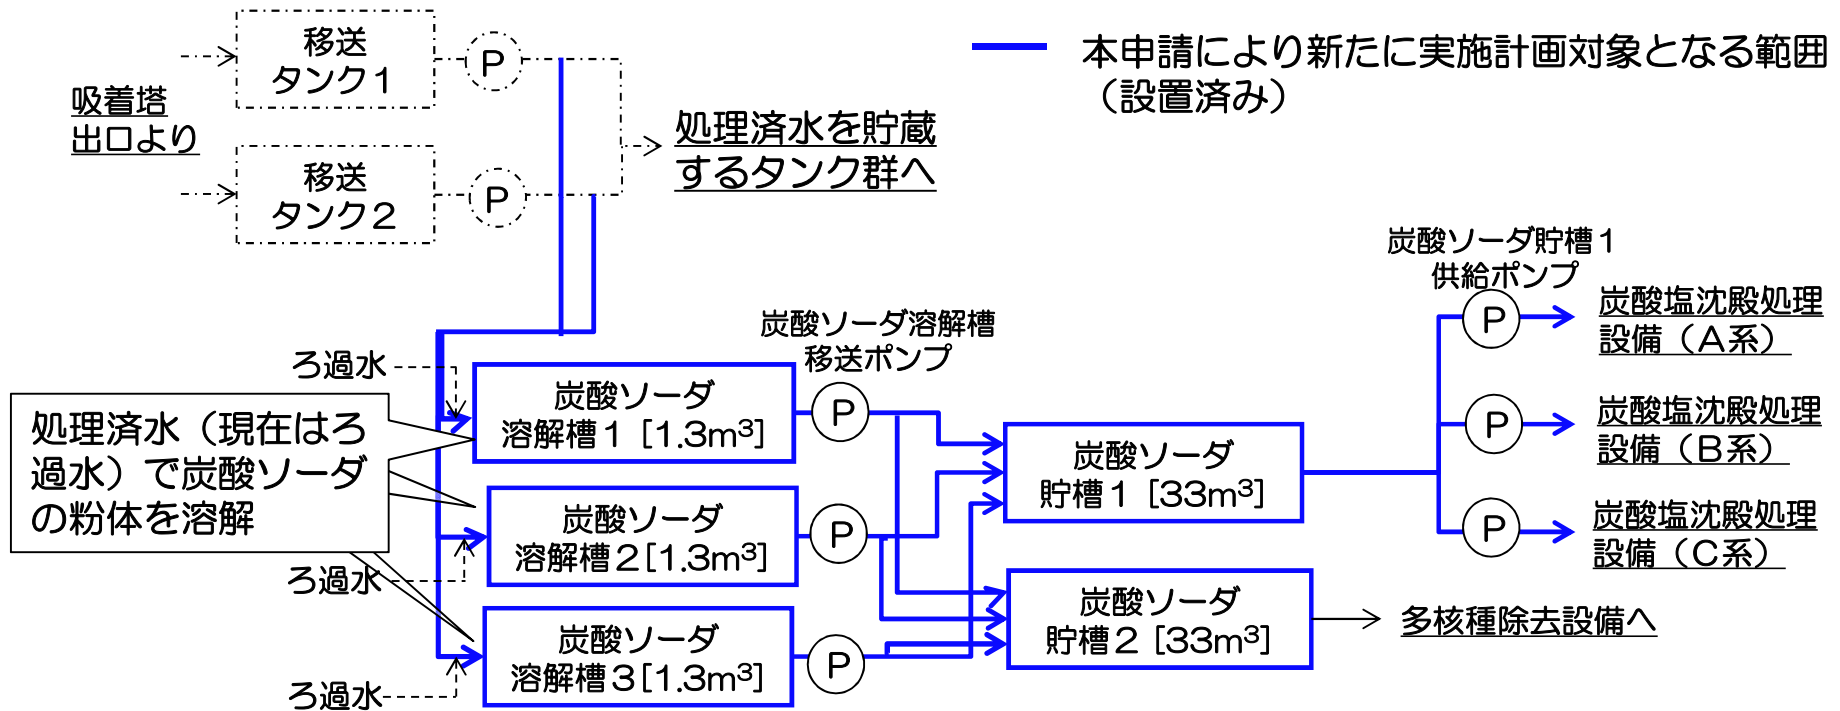 移送
タンク１
P
吸着塔
出口より
移送
タンク２
P
処理済水を貯蔵
するタンク群へ
本申請により新たに実施計画対象となる範囲
（設置済み）
ろ過水
処理済水（現在はろ
過水）で炭酸ソーダ
の粉体を溶解
ろ過水
ろ過水
炭酸ソーダ
溶解槽１ [1.3m³]
炭酸ソーダ
溶解槽２[1.3m³]
炭酸ソーダ
溶解槽３[1.3m³]
炭酸ソーダ溶解槽
移送ポンプ
P
P
P
炭酸ソーダ
貯槽１ [33m³]
炭酸ソーダ
貯槽２ [33m³]
炭酸ソーダ貯槽１
供給ポンプ
P
P
P
炭酸塩沈殿処理
設備（A系）
炭酸塩沈殿処理
設備（B系）
炭酸塩沈殿処理
設備（C系）
多核種除去設備へ